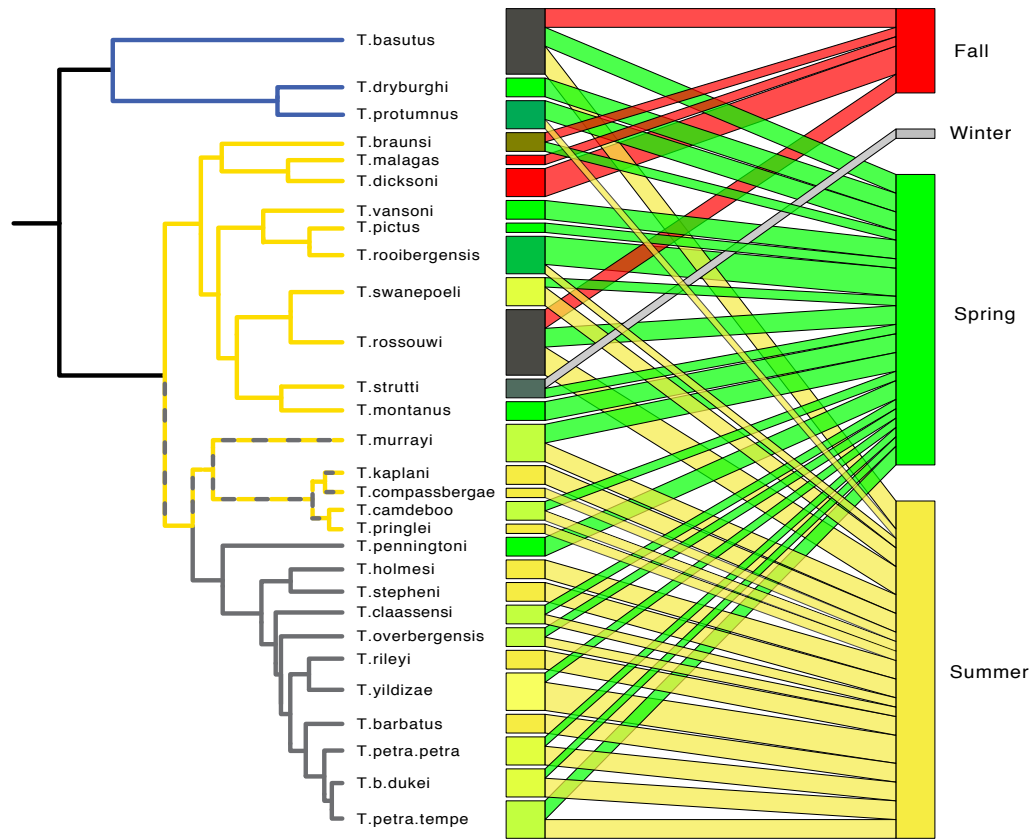 T.basutus
T.dryburghi
T.protumnus
T.braunsi
T.malagas
T.dicksoni
T.vansoni
T.pictus
T.rooibergensis
T.swanepoeli
T.rossouwi
T.strutti
T.montanus
T.murrayi
T.kaplani
T.compassbergae
T.camdeboo
T.pringlei
T.penningtoni
T.holmesi
T.stepheni
T.claassensi
T.overbergensis
T.rileyi
T.yildizae
T.barbatus
T.petra.petra
T.b.dukei
T.petra.tempe
Fall
Winter
Spring
Summer